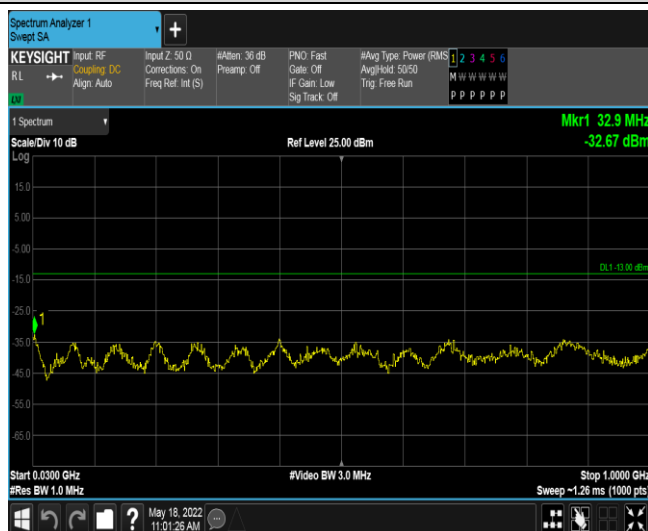 Spectrum Analyzer 1
Swept SA
+
KEYSIGHT
RL
LXI
Input: RF
Coupling: DC
Align: Auto
Input Z: 50 Ω
Corrections: On
Freq Ref: Int (S)
#Atten: 36 dB
Preamp: Off
PNO: Fast
Gate: Off
IF Gain: Low
Sig Track: Off
#Avg Type: Power (RMS
Avg|Hold: 50/50
Trig: Free Run
1 2 3 4 5 6
M W W W W W
P P P P P P
1 Spectrum
Scale/Div 10 dB
Ref Level 25.00 dBm
Mkr1 32.9 MHz
-32.67 dBm
Log
15.0
5.00
-5.00
DL1 -13.00 dBm
-15.0
-25.0
1
-35.0
-45.0
-55.0
-65.0
Start 0.0300 GHz
#Video BW 3.0 MHz
Stop 1.0000 GHz
#Res BW 1.0 MHz
Sweep ~1.26 ms (1000 pts)
?
May 18, 2022
11:01:26 AM